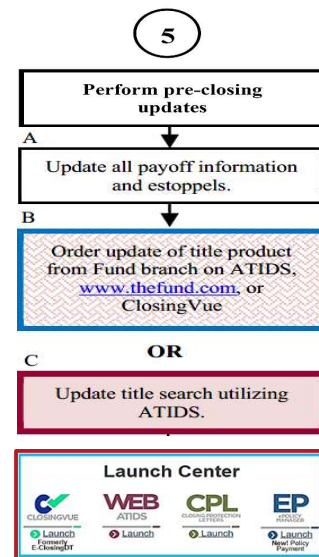 5
Perform pre-closing
updates
A
Update all payoff information
and estoppels.
B
Order update of title product
from Fund branch on ATIDS,
www.thefund.com, or
ClosingVue
OR
C
Update title search utilizing
ATIDS.
Launch Center
CLOSINGVUE
Launch
Formerly
E-ClosingDT
WEB
ATIDS
Launch
CPL
CLOSING PROTECTION
LETTERS
Launch
EP
ePOLICY
MANAGER
Launch
New! Policy
Payment